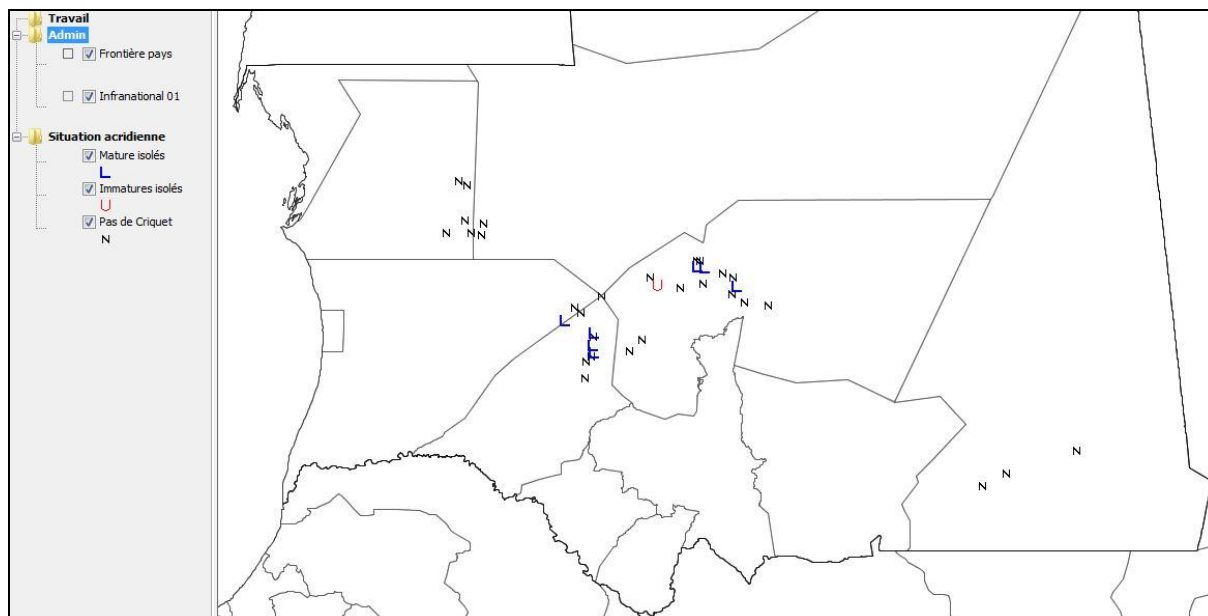 Travail
Admin
Frontière pays
Infranational 01
Situation acridienne
Mature isolés
L
Immatures isolés
U
Pas de Criquet
N
N
N
N
N
N
N
N
N
N
N
N
L
N
U
N
N
N
N
L
N
N
N
N
N
L
N
N
N
N
N
N
N